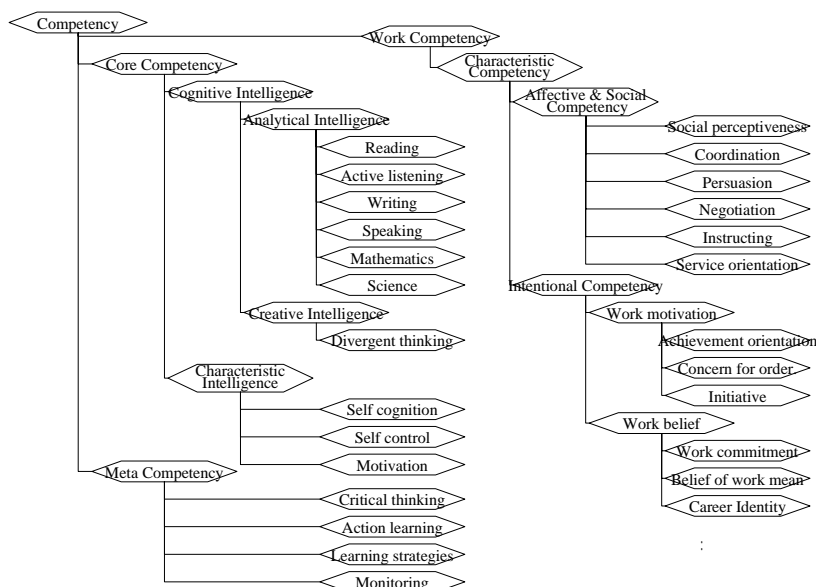 Competency
Core Competency
Cognitive Intelligence
Analytical Intelligence
Reading
Active listening
Writing
Speaking
Mathematics
Science
Creative Intelligence
Divergent thinking
Characteristic
Intelligence
Self cognition
Self control
Motivation
Meta Competency
Critical thinking
Action learning
Learning strategies
Monitoring
Work Competency
Characteristic
Competency
Affective & Social
Competency
Social perceptiveness
Coordination
Persuasion
Negotiation
Instructing
Service orientation
Intentional Competency
Work motivation
Achievement orientation
Concern for order.
Initiative
Work belief
Work commitment
Belief of work mean
Career Identity
: